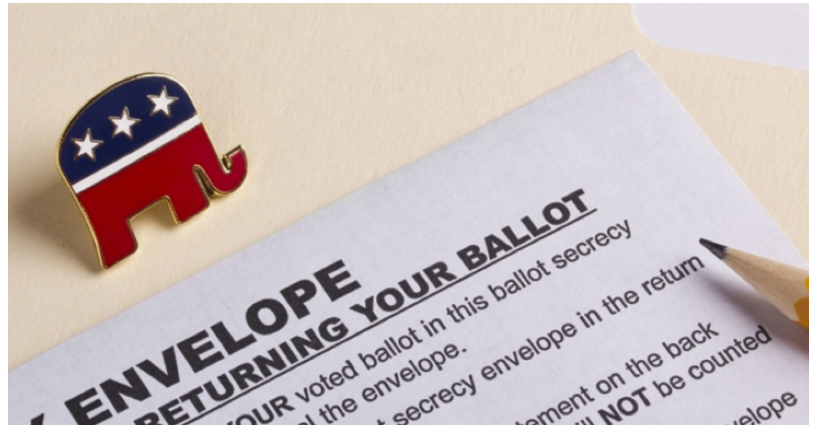 ENVELOPE
RETURNING YOUR BALLOT
YOUR voted ballot in this ballot secrecy
the envelope.
secrecy envelope in the return
on the back
NOT be counted